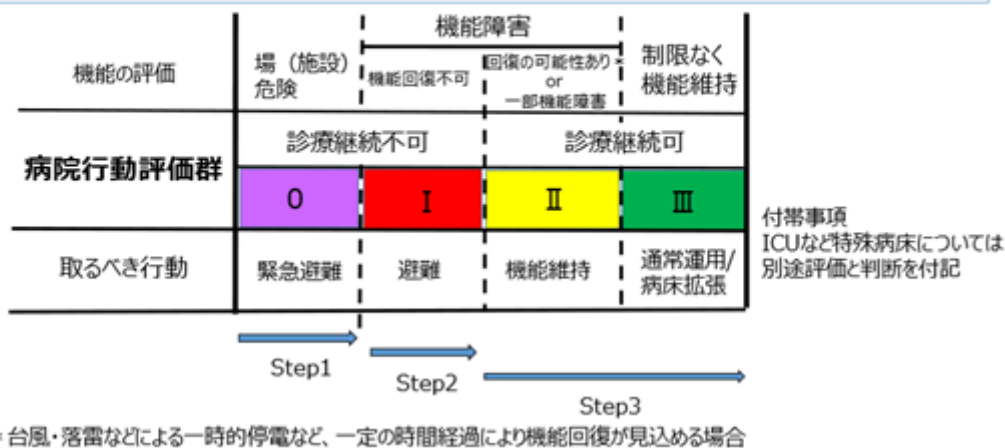 機能障害
機能の評価
場（施設）
危険
機能回復不可
回復の可能性あり*
or
一部機能障害
制限なく
機能維持
病院行動評価群
診療継続不可
診療継続可
0
Ⅰ
Ⅱ
Ⅲ
取るべき行動
緊急避難
避難
機能維持
通常運用/
病床拡張
付帯事項
ICUなど特殊病床については
別途評価と判断を付記
Step1
Step2
Step3
* 台風・落雷などによる一時的停電など、一定の時間経過により機能回復が見込める場合